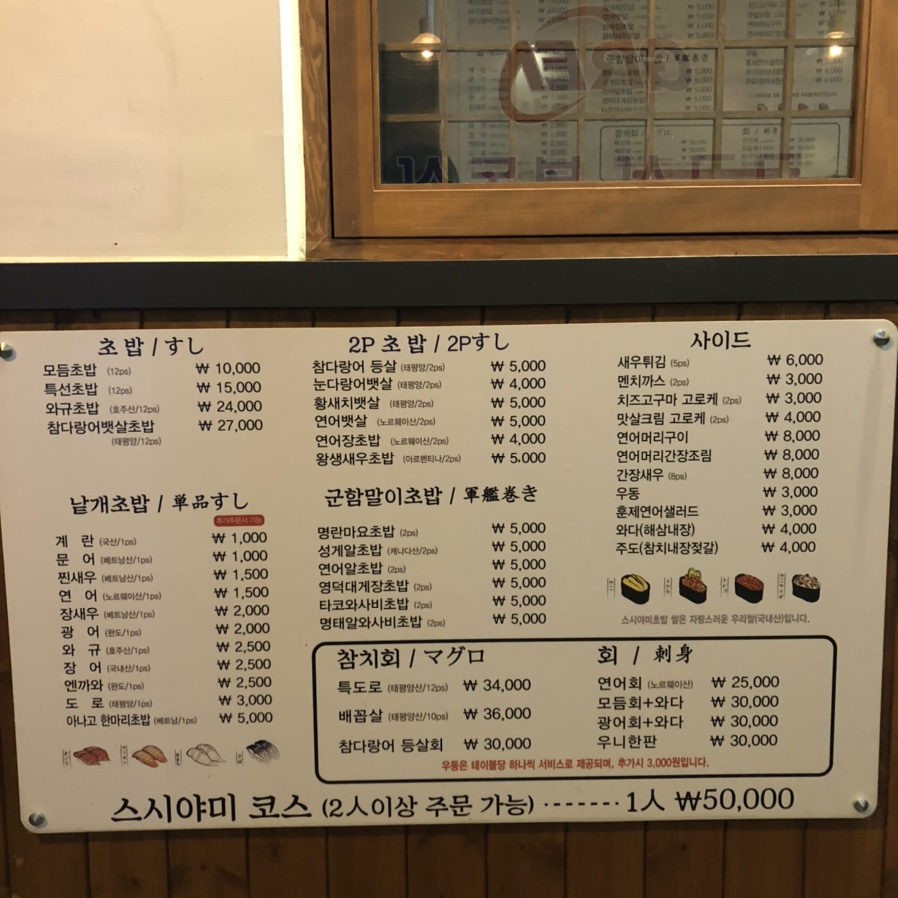 초밥 / すし
모듬초밥 (12ps) ₩ 10,000
특선초밥 (12ps) ₩ 15,000
와규초밥 (호주산/12ps) ₩ 24,000
참다랑어뱃살초밥 ₩ 27,000
(태평양/12ps)
낱개초밥 / 単品すし
추가주문시 가능
계 란 (국산/1ps) ₩ 1,000
문 어 (베트남산/1ps) ₩ 1,000
찐새우 (베트남산/1ps) ₩ 1,500
연 어 (노르웨이산/1ps) ₩ 1,500
장새우 (베트남산/1ps) ₩ 2,000
광 어 (완도/1ps) ₩ 2,000
와 규 (호주산/1ps) ₩ 2,500
장 어 (국내산/1ps) ₩ 2,500
엔까와 (완도/1ps) ₩ 2,500
도 로 (태평양/1ps) ₩ 3,000
아나고 한마리초밥 (베트남/1ps) ₩ 5,000
2P 초밥 / 2Pすし
참다랑어 등살 (태평양/2ps) ₩ 5,000
눈다랑어뱃살 (태평양/2ps) ₩ 4,000
황새치뱃살 (태평양/2ps) ₩ 5,000
연어뱃살 (노르웨이산/2ps) ₩ 5,000
연어장초밥 (노르웨이산/2ps) ₩ 4,000
왕생새우초밥 (아르헨티나/2ps) ₩ 5,000
군함말이초밥 / 軍艦巻き
명란마요초밥 (2ps) ₩ 5,000
성게알초밥 (캐나다산/2ps) ₩ 5,000
연어알초밥 (2ps) ₩ 5,000
영덕대게장초밥 (2ps) ₩ 5,000
타코와사비초밥 (2ps) ₩ 5,000
명태알와사비초밥 (2ps) ₩ 5,000
사이드
새우튀김 (5ps) ₩ 6,000
멘치까스 (2ps) ₩ 3,000
치즈고구마 고로케 (2ps) ₩ 3,000
맛살크림 고로케 (2ps) ₩ 4,000
연어머리구이 ₩ 8,000
연어머리간장조림 ₩ 8,000
간장새우 (8ps) ₩ 8,000
우동 ₩ 3,000
훈제연어샐러드 ₩ 3,000
와다(해삼내장) ₩ 4,000
주도(참치내장젓갈) ₩ 4,000
스시야미초밥 쌀은 자랑스러운 우리쌀(국내산)입니다.
참치회 / マグロ
특도로 (태평양산/12ps) ₩ 34,000
배꼽살 (태평양산/10ps) ₩ 36,000
참다랑어 등살회 ₩ 30,000
회 / 刺身
연어회 (노르웨이산) ₩ 25,000
모듬회+와다 ₩ 30,000
광어회+와다 ₩ 30,000
우니한판 ₩ 30,000
우동은 테이블당 하나씩 서비스로 제공되며, 추가시 3,000원입니다.
스시야미 코스 (2人이상 주문 가능) ······· 1人 ₩50,000